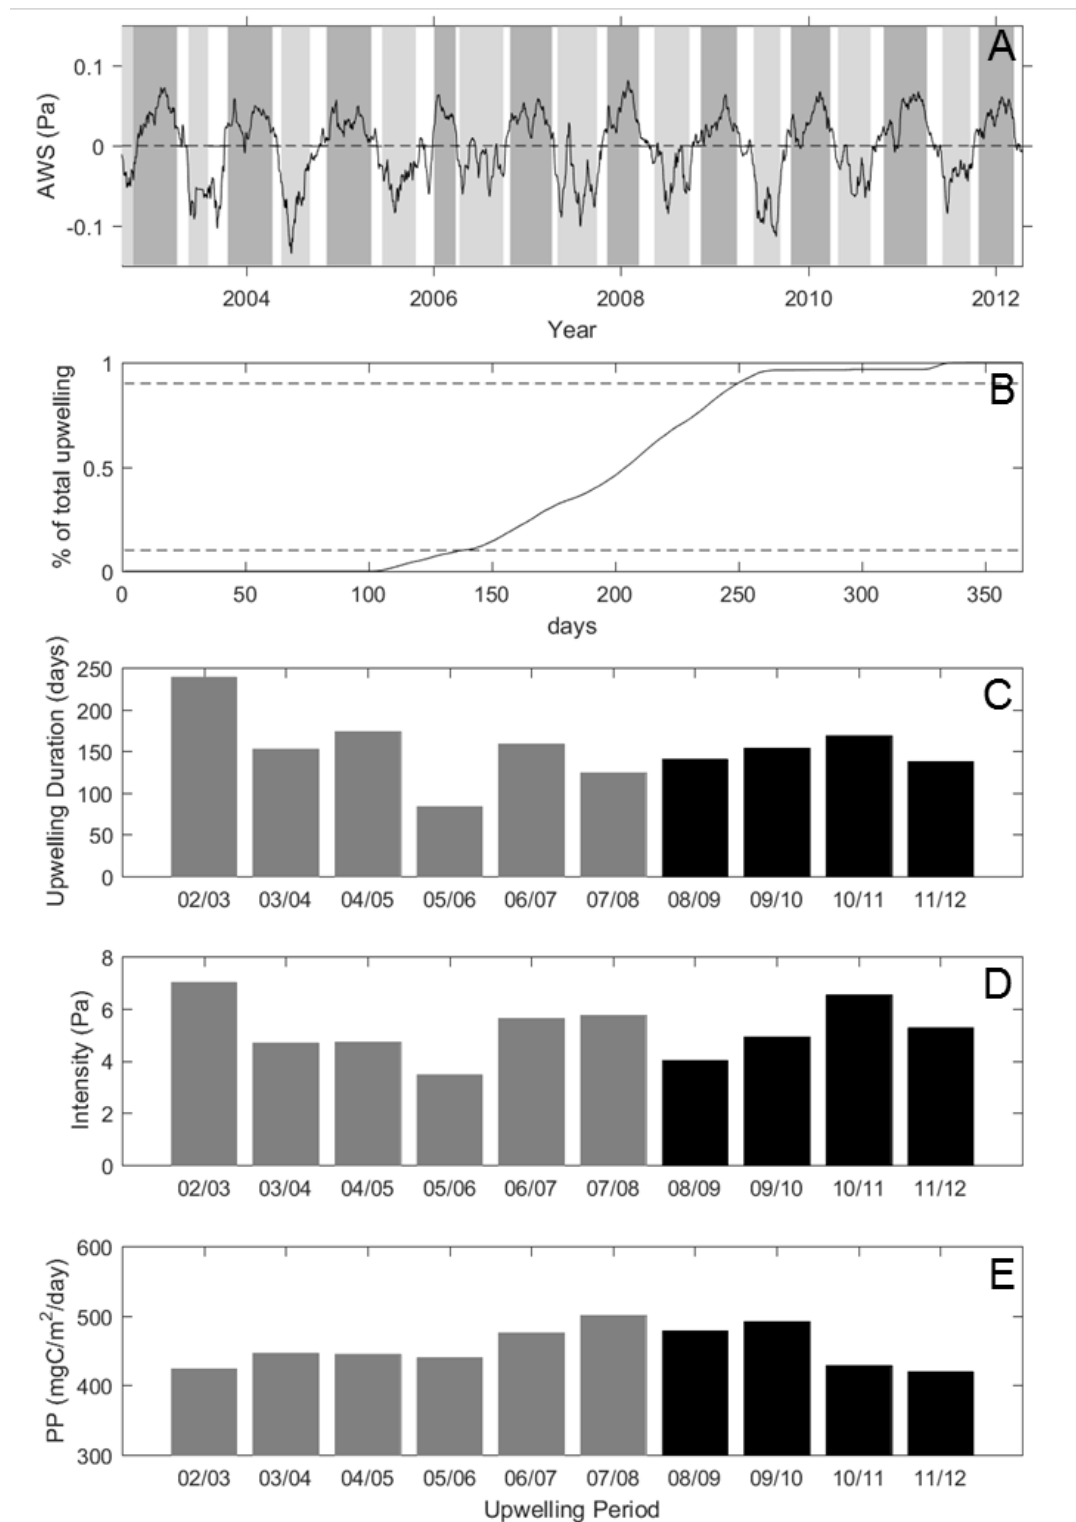 A
AWS (Pa)
0.1
0
-0.1
2004 2006 2008 2010 2012
Year
B
% of total upwelling
1
0.5
0
0 50 100 150 200 250 300 350
days
C
Upwelling Duration (days)
250
200
150
100
50
0
02/03 03/04 04/05 05/06 06/07 07/08 08/09 09/10 10/11 11/12
D
Intensity (Pa)
8
6
4
2
0
02/03 03/04 04/05 05/06 06/07 07/08 08/09 09/10 10/11 11/12
E
PP (mgC/m²/day)
600
500
400
300
02/03 03/04 04/05 05/06 06/07 07/08 08/09 09/10 10/11 11/12
Upwelling Period